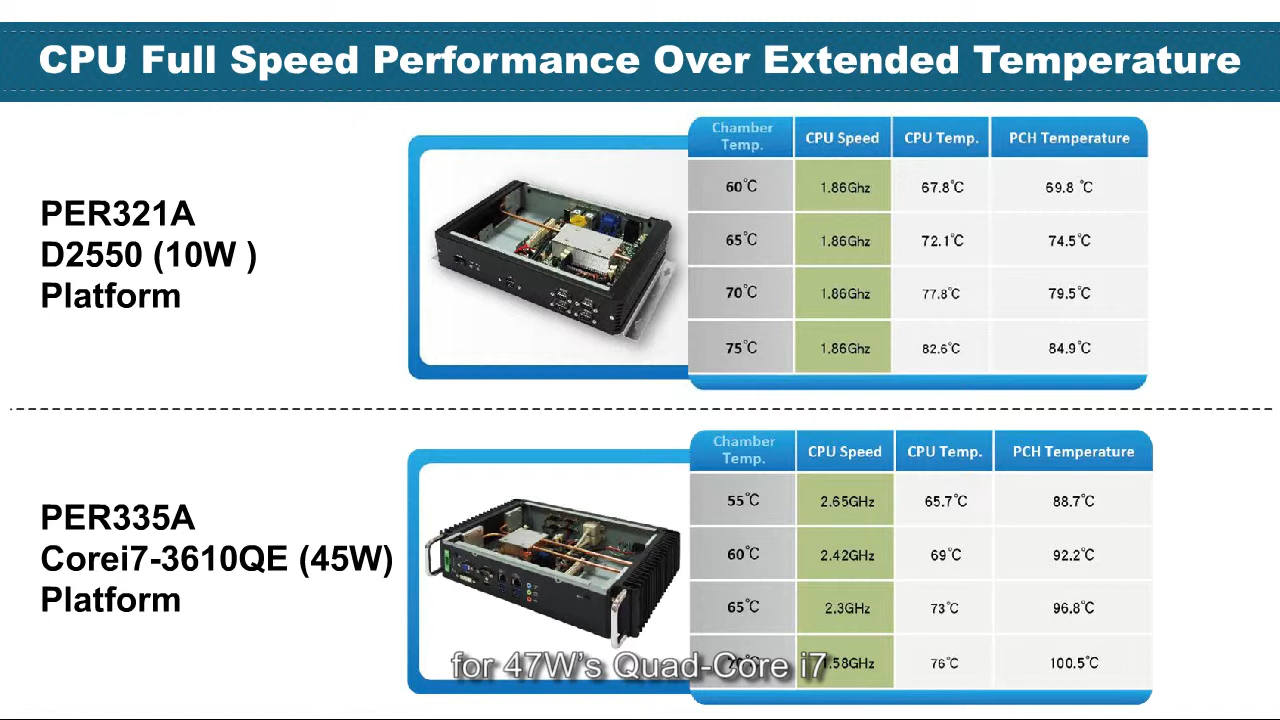 CPU Full Speed Performance Over Extended Temperature
PER321A
D2550 (10W )
Platform
Chamber Temp. CPU Speed CPU Temp. PCH Temperature
60℃ 1.86Ghz 67.8℃ 69.8 ℃
65℃ 1.86Ghz 72.1℃ 74.5℃
70℃ 1.86Ghz 77.8℃ 79.5℃
75℃ 1.86Ghz 82.6℃ 84.9℃
PER335A
Corei7-3610QE (45W)
Platform
Chamber Temp. CPU Speed CPU Temp. PCH Temperature
55℃ 2.65GHz 65.7℃ 88.7℃
60℃ 2.42GHz 69℃ 92.2℃
65℃ 2.3GHz 73℃ 96.8℃
1.58GHz 76℃ 100.5℃
for 47W's Quad-Core i7